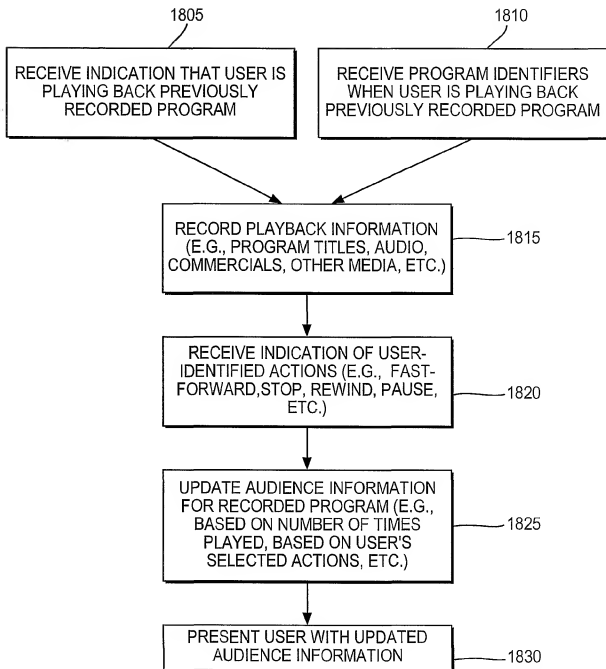 1805
1810
RECEIVE INDICATION THAT USER IS
PLAYING BACK PREVIOUSLY
RECORDED PROGRAM
RECEIVE PROGRAM IDENTIFIERS
WHEN USER IS PLAYING BACK
PREVIOUSLY RECORDED PROGRAM
RECORD PLAYBACK INFORMATION
(E.G., PROGRAM TITLES, AUDIO,
COMMERCIALS, OTHER MEDIA, ETC.)
1815
RECEIVE INDICATION OF USER-
IDENTIFIED ACTIONS (E.G., FAST-
FORWARD,STOP, REWIND, PAUSE,
ETC.)
1820
UPDATE AUDIENCE INFORMATION
FOR RECORDED PROGRAM (E.G.,
BASED ON NUMBER OF TIMES
PLAYED, BASED ON USER'S
SELECTED ACTIONS, ETC.)
1825
PRESENT USER WITH UPDATED
AUDIENCE INFORMATION
1830